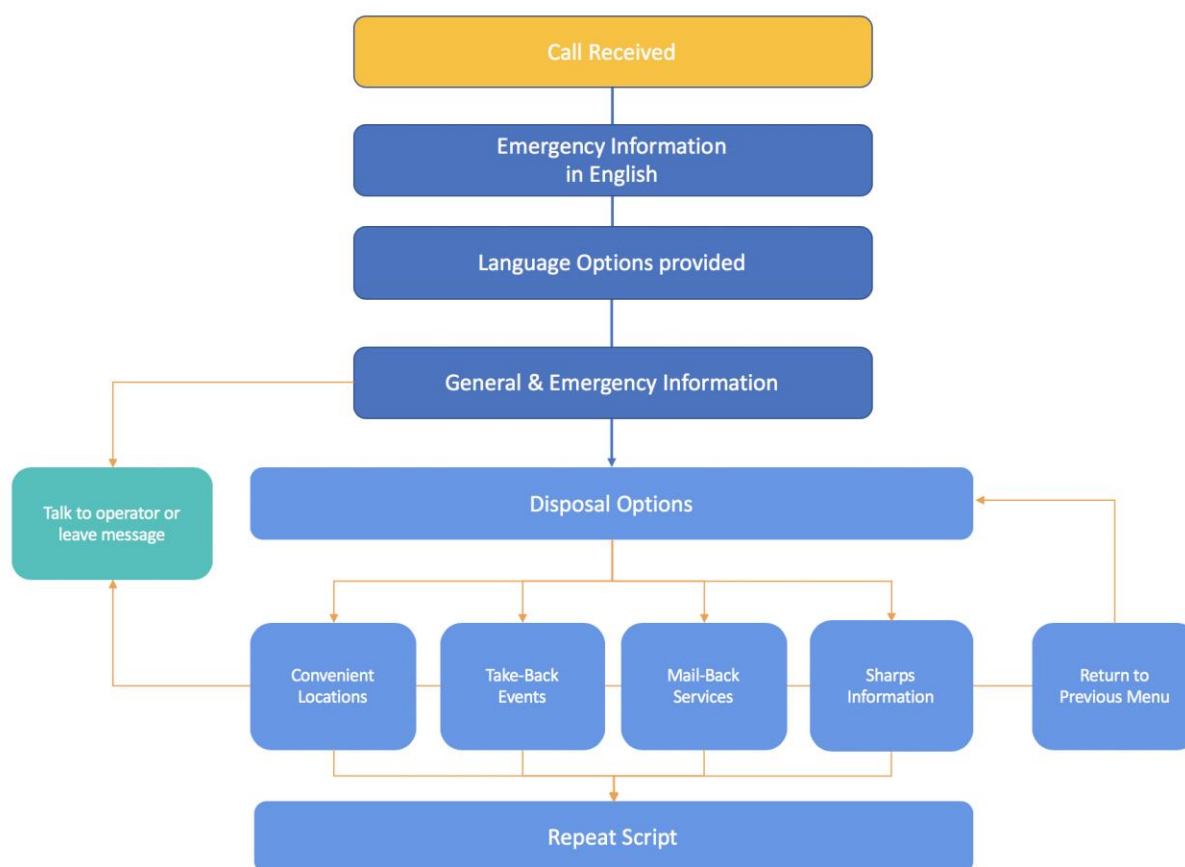 Call Received
Emergency Information
in English
Language Options provided
General & Emergency Information
Talk to operator or
leave message
Disposal Options
Convenient
Locations
Take-Back
Events
Mail-Back
Services
Sharps
Information
Return to
Previous Menu
Repeat Script